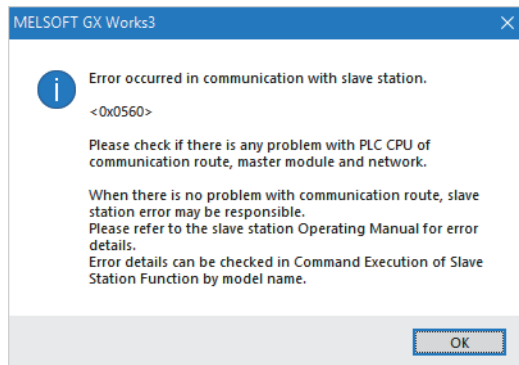 MELSOFT GX Works3
Error occurred in communication with slave station.
<0x0560>
Please check if there is any problem with PLC CPU of
communication route, master module and network.
When there is no problem with communication route, slave
station error may be responsible.
Please refer to the slave station Operating Manual for error
details.
Error details can be checked in Command Execution of Slave
Station Function by model name.
OK